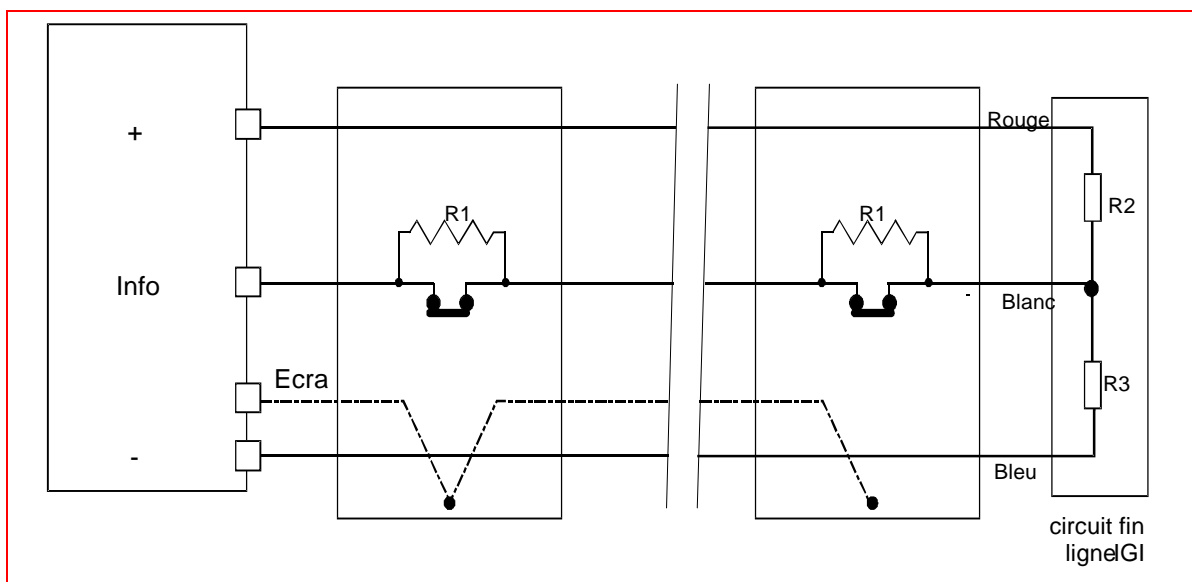 +
Rouge
R1
R1
R2
Info
-
Blanc
Ecra
R3
-
Bleu
circuit fin
ligneIGI